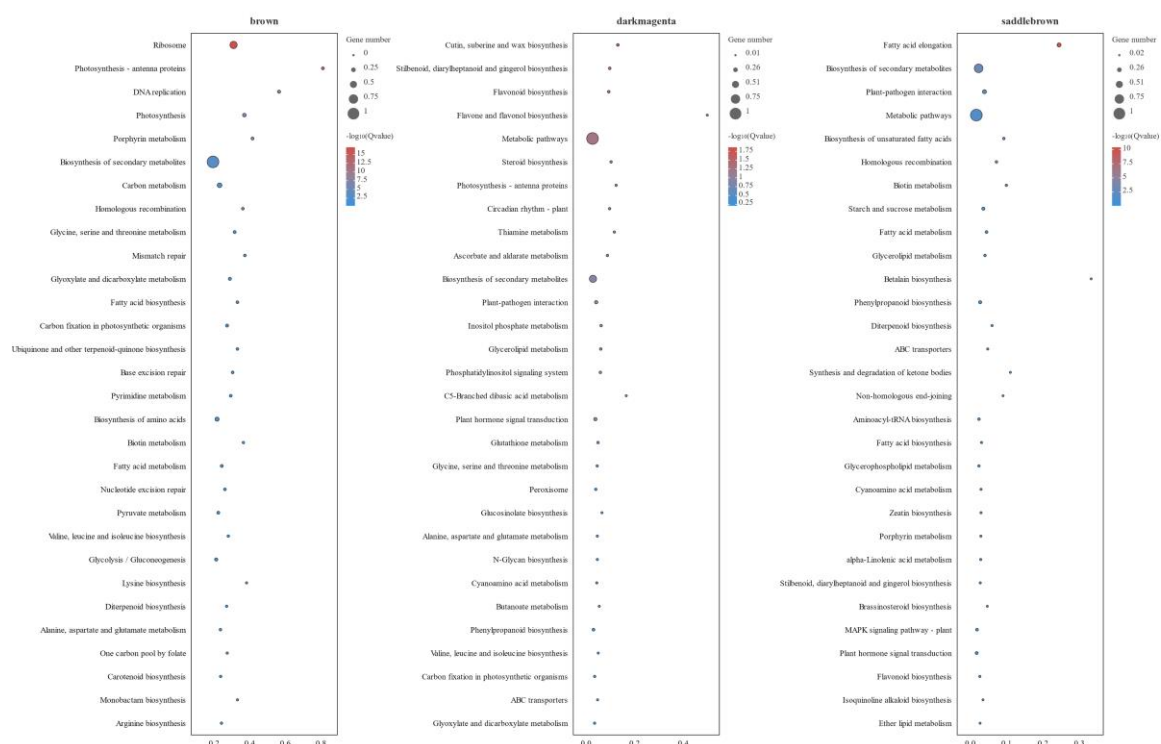 brown
Ribosome
Photosynthesis - antenna proteins
DNA replication
Photosynthesis
Porphyrin metabolism
Biosynthesis of secondary metabolites
Carbon metabolism
Homologous recombination
Glycine, serine and threonine metabolism
Mismatch repair
Glyoxylate and dicarboxylate metabolism
Fatty acid biosynthesis
Carbon fixation in photosynthetic organisms
Ubiquinone and other terpenoid-quinone biosynthesis
Base excision repair
Pyrimidine metabolism
Biosynthesis of amino acids
Biotin metabolism
Fatty acid metabolism
Nucleotide excision repair
Pyruvate metabolism
Valine, leucine and isoleucine biosynthesis
Glycolysis / Gluconeogenesis
Lysine biosynthesis
Diterpenoid biosynthesis
Alanine, aspartate and glutamate metabolism
One carbon pool by folate
Carotenoid biosynthesis
Monobactam biosynthesis
Arginine biosynthesis
0.2 0.4 0.6 0.8
Gene number
0
0.25
0.5
0.75
1
-log₁₀(Qvalue)
15
12.5
10
7.5
5
2.5
darkmagenta
Cutin, suberine and wax biosynthesis
Stilbenoid, diarylheptanoid and gingerol biosynthesis
Flavonoid biosynthesis
Flavone and flavonol biosynthesis
Metabolic pathways
Steroid biosynthesis
Photosynthesis - antenna proteins
Circadian rhythm - plant
Thiamine metabolism
Ascorbate and aldarate metabolism
Biosynthesis of secondary metabolites
Plant-pathogen interaction
Inositol phosphate metabolism
Glycerolipid metabolism
Phosphatidylinositol signaling system
C5-Branched dibasic acid metabolism
Plant hormone signal transduction
Glutathione metabolism
Glycine, serine and threonine metabolism
Peroxisome
Glucosinolate biosynthesis
Alanine, aspartate and glutamate metabolism
N-Glycan biosynthesis
Cyanoamino acid metabolism
Butanoate metabolism
Phenylpropanoid biosynthesis
Valine, leucine and isoleucine biosynthesis
Carbon fixation in photosynthetic organisms
ABC transporters
Glyoxylate and dicarboxylate metabolism
0.0 0.2 0.4
Gene number
0.01
0.26
0.51
0.75
1
-log₁₀(Qvalue)
1.75
1.5
1.25
1
0.75
0.5
0.25
saddlebrown
Fatty acid elongation
Biosynthesis of secondary metabolites
Plant-pathogen interaction
Metabolic pathways
Biosynthesis of unsaturated fatty acids
Homologous recombination
Biotin metabolism
Starch and sucrose metabolism
Fatty acid metabolism
Glycerolipid metabolism
Betalain biosynthesis
Phenylpropanoid biosynthesis
Diterpenoid biosynthesis
ABC transporters
Synthesis and degradation of ketone bodies
Non-homologous end-joining
Aminoacyl-tRNA biosynthesis
Fatty acid biosynthesis
Glycerophospholipid metabolism
Cyanoamino acid metabolism
Zeatin biosynthesis
Porphyrin metabolism
alpha-Linolenic acid metabolism
Stilbenoid, diarylheptanoid and gingerol biosynthesis
Brassinosteroid biosynthesis
MAPK signaling pathway - plant
Plant hormone signal transduction
Flavonoid biosynthesis
Isoquinoline alkaloid biosynthesis
Ether lipid metabolism
0.0 0.1 0.2 0.3
Gene number
0.02
0.26
0.51
0.75
1
-log₁₀(Qvalue)
10
7.5
5
2.5